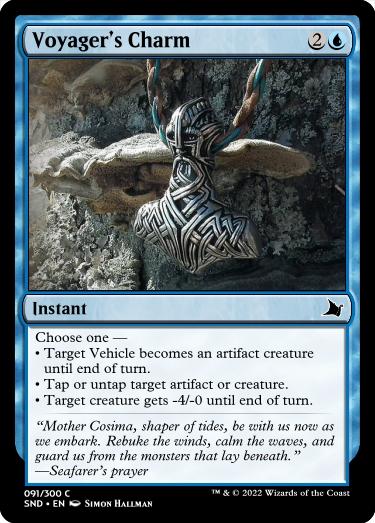 Voyager's Charm 2
Instant
Choose one —
• Target Vehicle becomes an artifact creature
until end of turn.
• Tap or untap target artifact or creature.
• Target creature gets -4/-0 until end of turn.
“Mother Cosima, shaper of tides, be with us now as
we embark. Rebuke the winds, calm the waves, and
guard us from the monsters that lay beneath.”
—Seafarer's prayer
091/300 C
SND • EN Simon Hallman
™ & © 2022 Wizards of the Coast